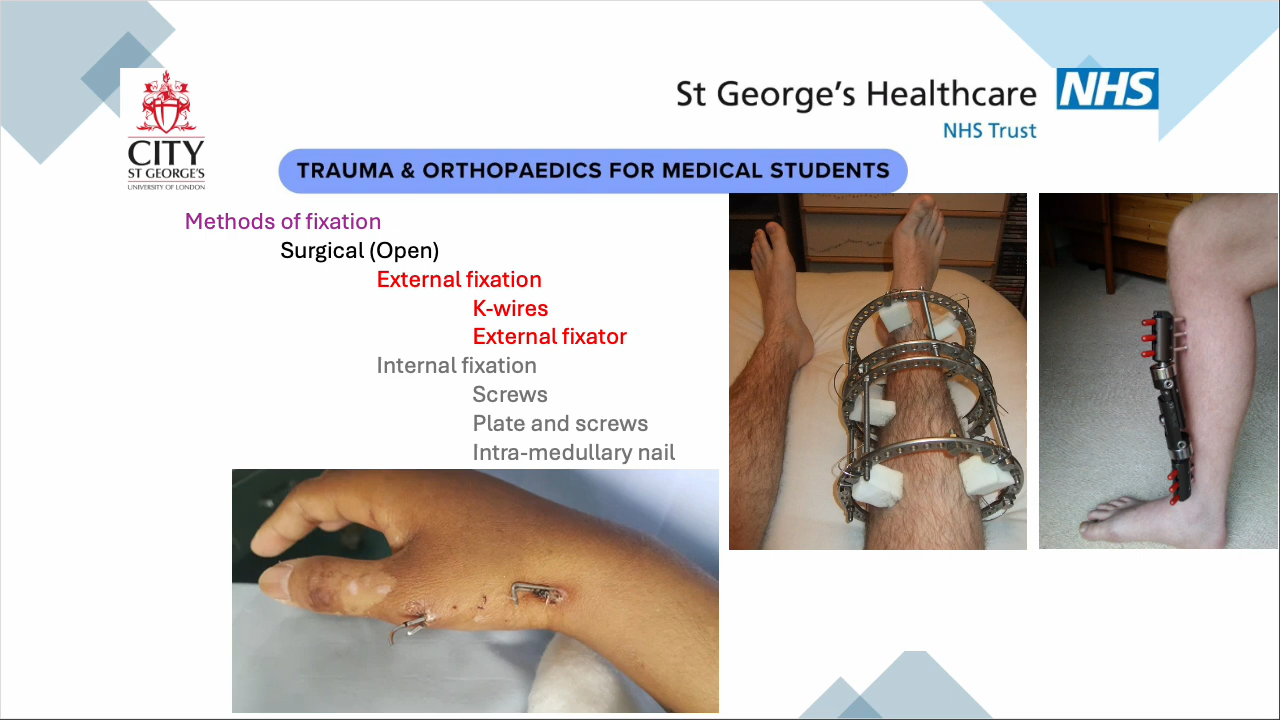 CITY
ST GEORGE'S
UNIVERSITY OF LONDON
St George's Healthcare NHS
NHS Trust
TRAUMA & ORTHOPAEDICS FOR MEDICAL STUDENTS
Methods of fixation
Surgical (Open)
External fixation
K-wires
External fixator
Internal fixation
Screws
Plate and screws
Intra-medullary nail